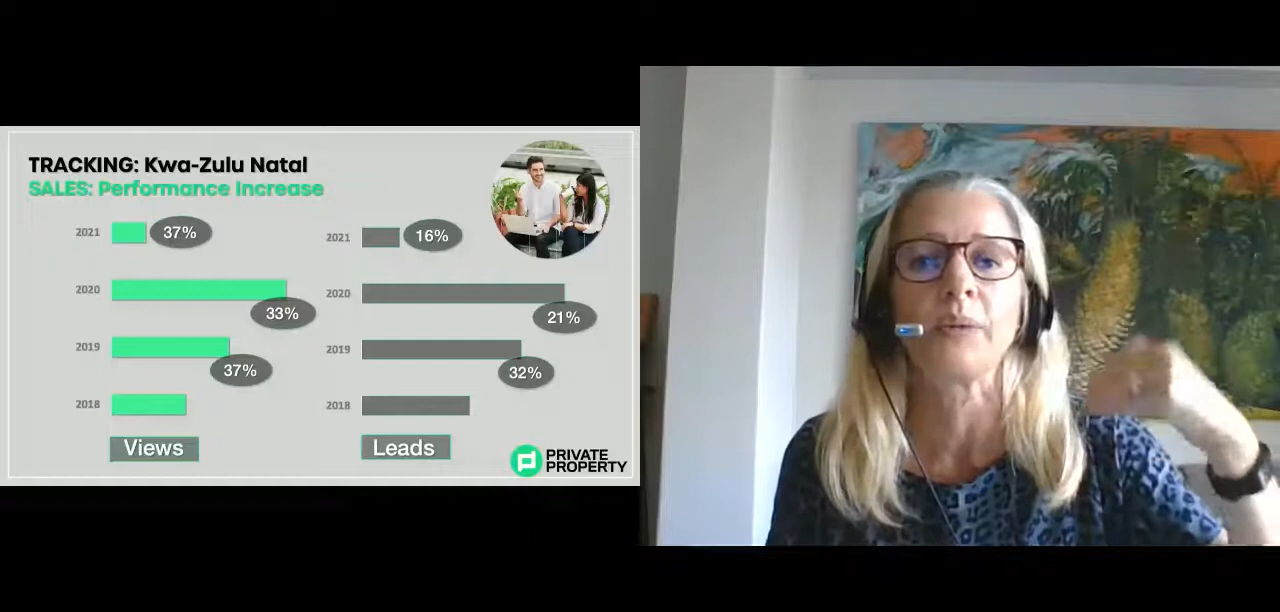 TRACKING: Kwa-Zulu Natal
SALES: Performance Increase
2021
37%
2020
33%
2019
37%
2018
Views
2021
16%
2020
21%
2019
32%
2018
Leads
PRIVATE
PROPERTY